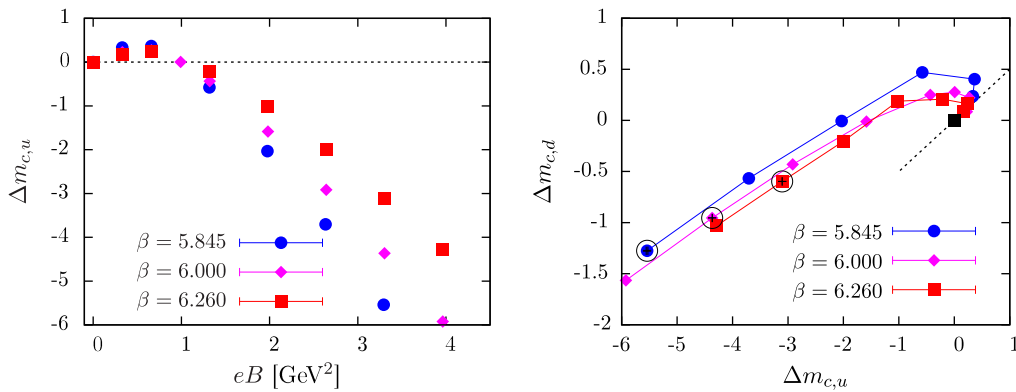 1
0
-1
-2
-3
-4
-5
-6
Δm_{c,u}
β = 5.845
β = 6.000
β = 6.260
0 1 2 3 4
eB [GeV²]
1
0.5
0
-0.5
-1
-1.5
-2
Δm_{c,d}
β = 5.845
β = 6.000
β = 6.260
-6 -5 -4 -3 -2 -1 0 1
Δm_{c,u}